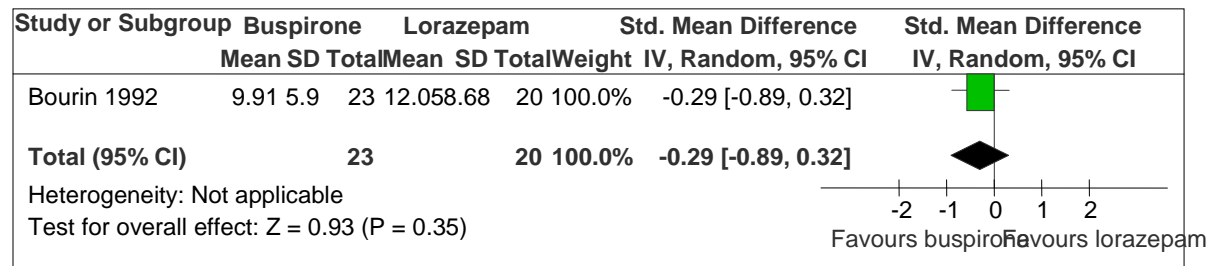 Study or Subgroup Buspirone Lorazepam Std. Mean Difference Std. Mean Difference
Mean SD Total Mean SD Total Weight IV, Random, 95% CI IV, Random, 95% CI
Bourin 1992 9.91 5.9 23 12.05 8.68 20 100.0% -0.29 [-0.89, 0.32]
Total (95% CI) 23 20 100.0% -0.29 [-0.89, 0.32]
Heterogeneity: Not applicable
Test for overall effect: Z = 0.93 (P = 0.35)
-2 -1 0 1 2
Favours buspirone Favours lorazepam